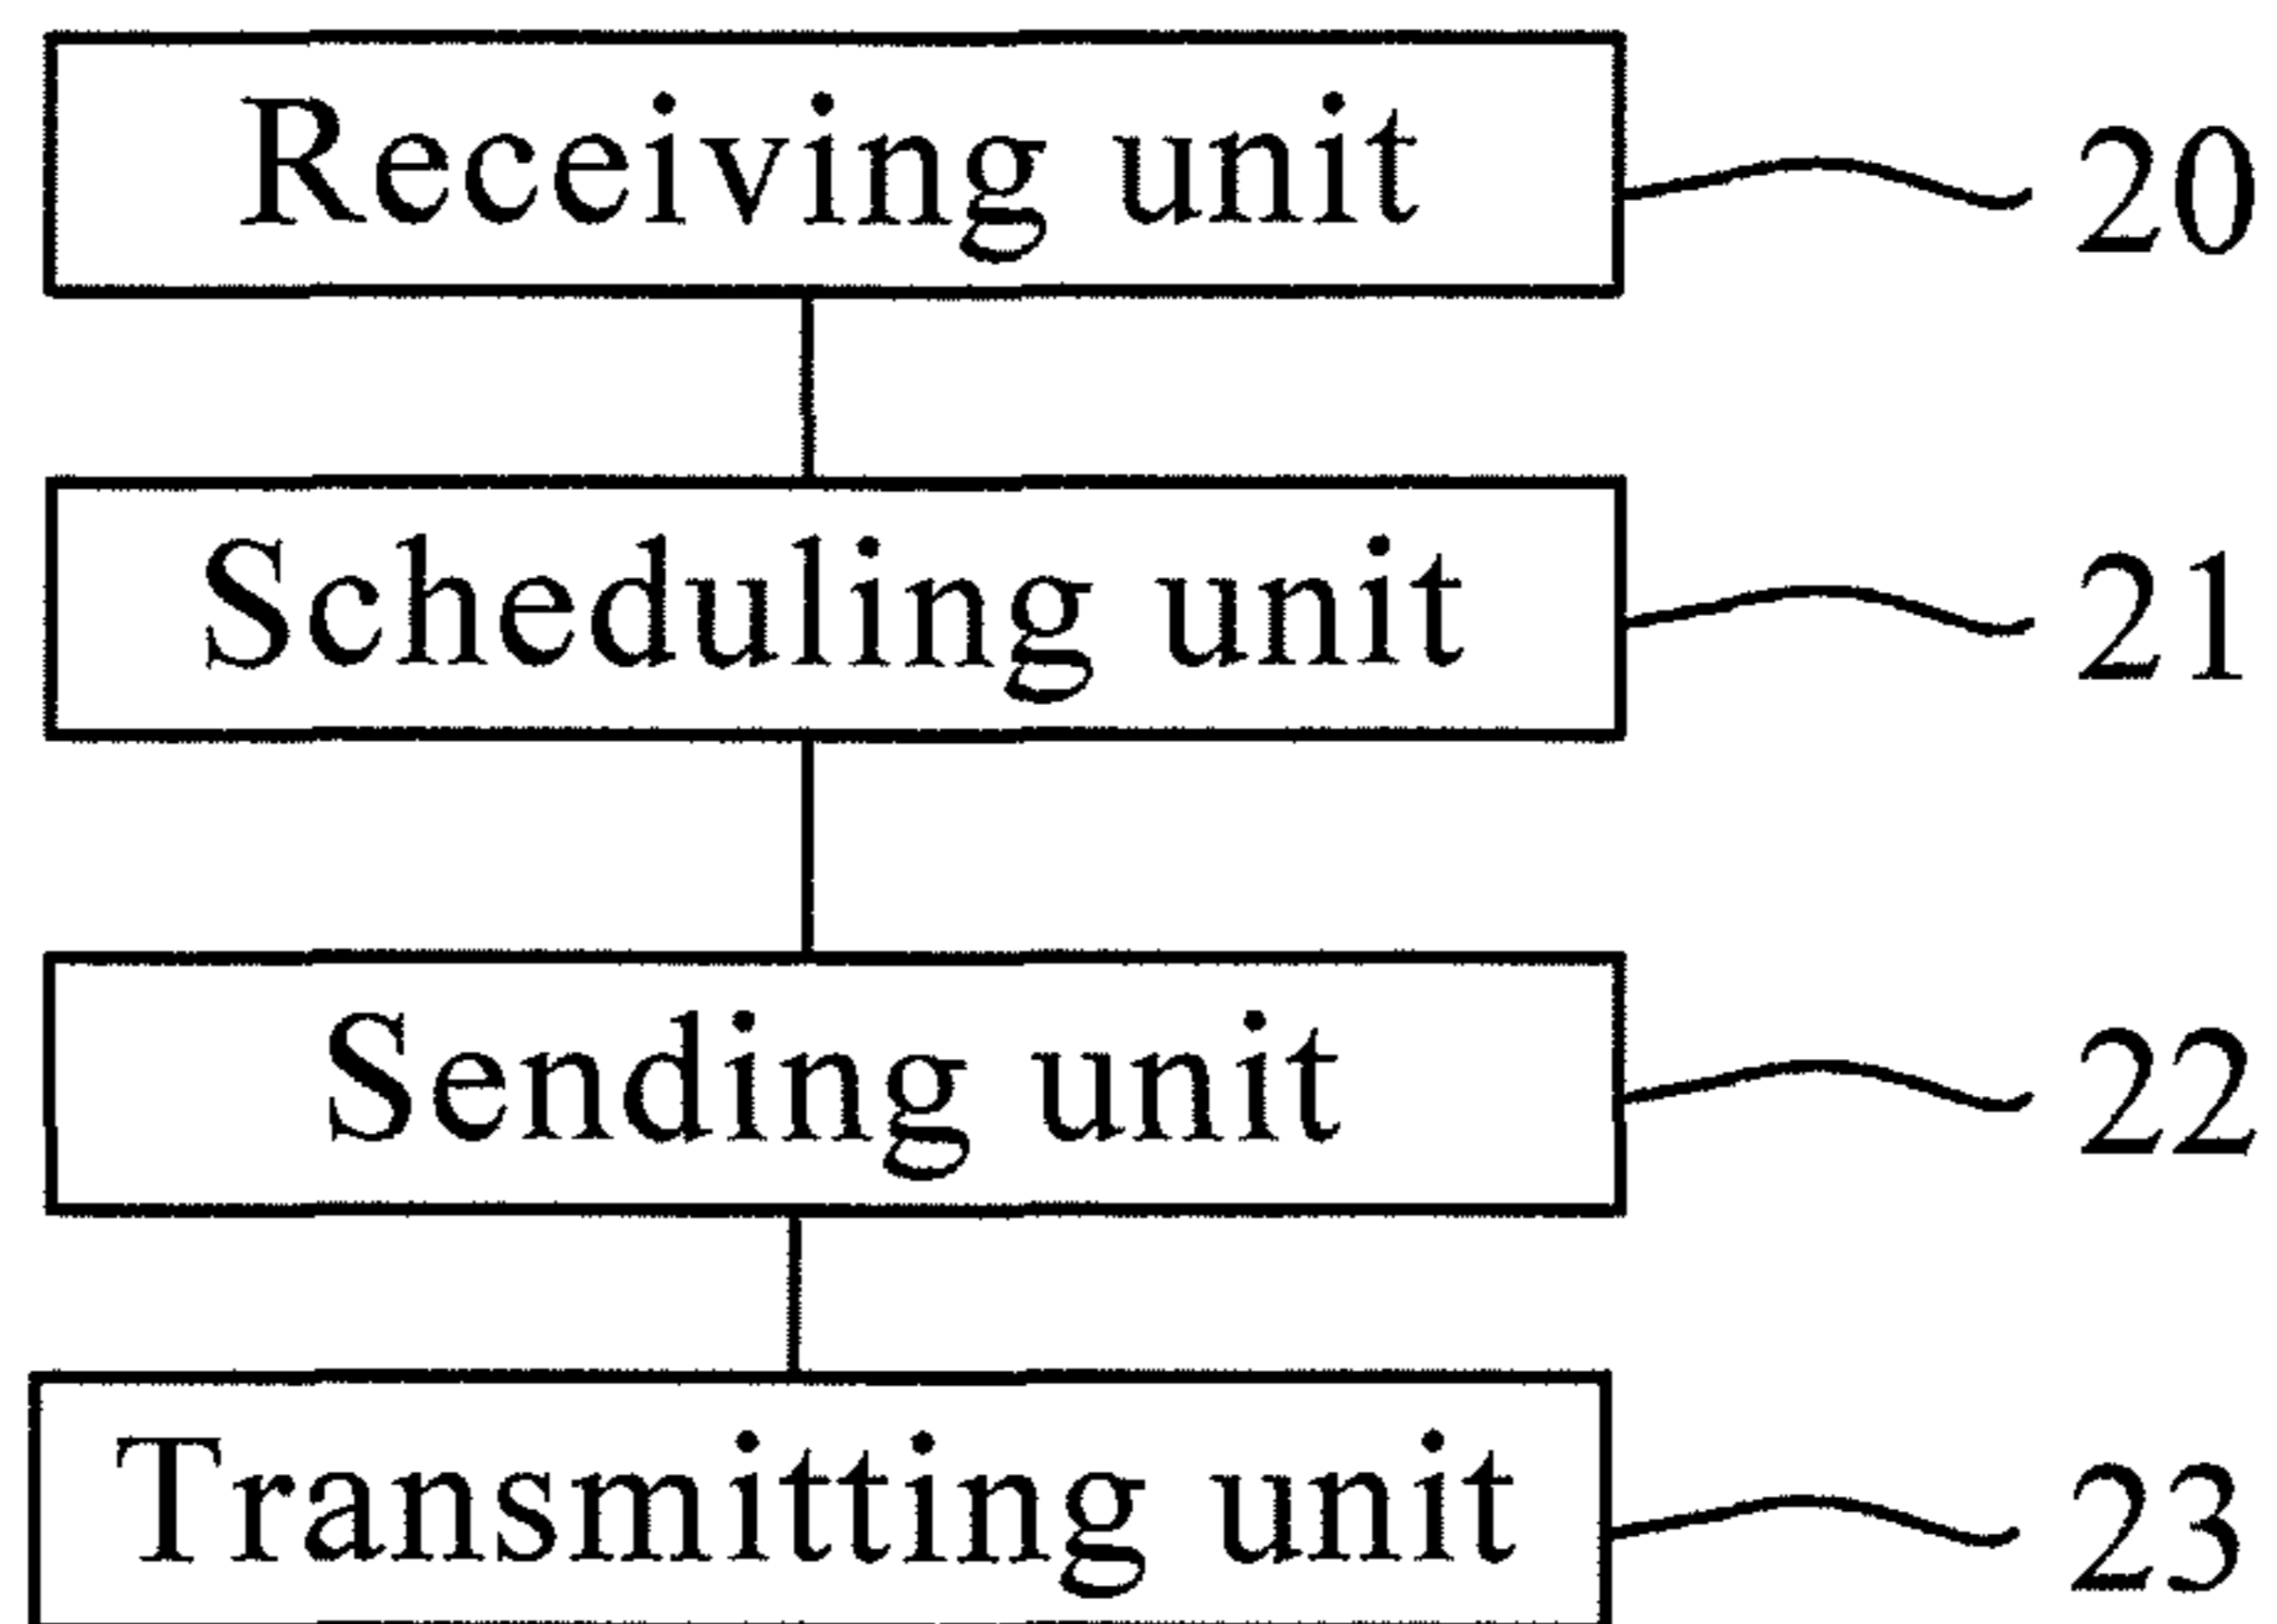 Receiving unit 20
Scheduling unit 21
Sending unit 22
Transmitting unit 23